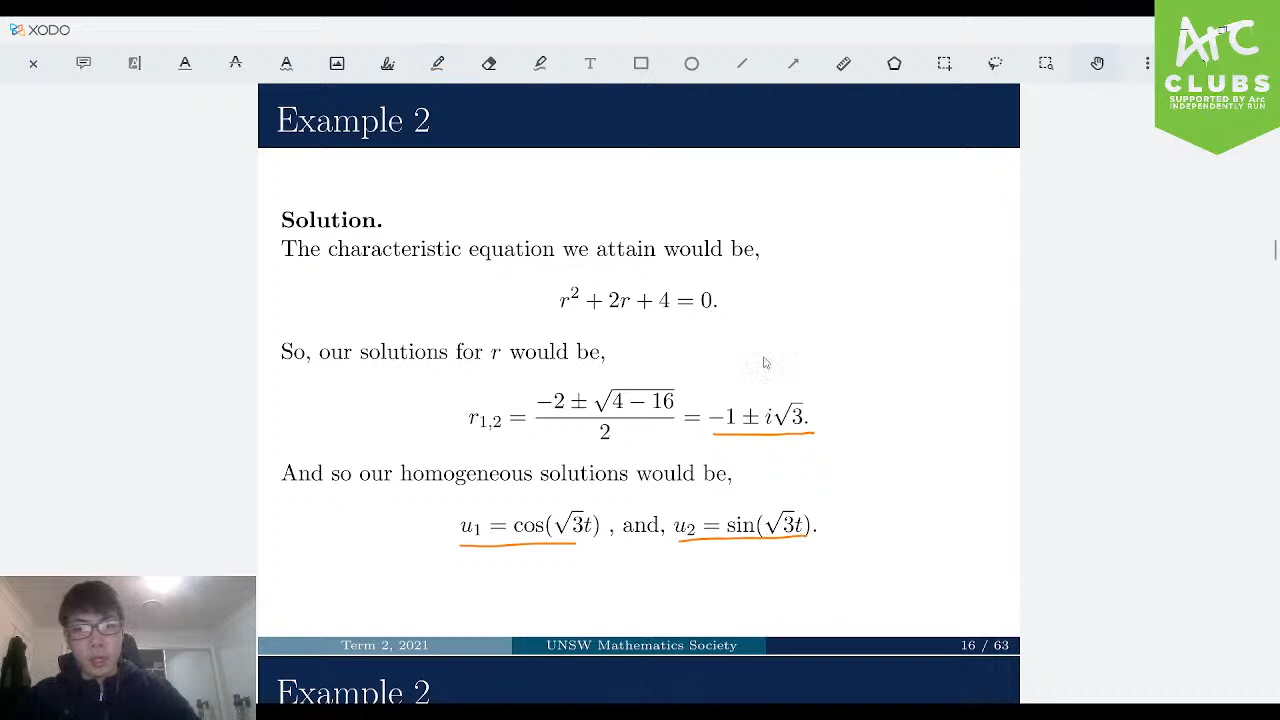 XODO
Arc
CLUBS
SUPPORTED BY Arc
INDEPENDENTLY RUN
Example 2
Solution.
The characteristic equation we attain would be,
r² + 2r + 4 = 0.
So, our solutions for r would be,
r₁,₂ = (−2 ± √(4 − 16)) / 2 = −1 ± i√3.
And so our homogeneous solutions would be,
u₁ = cos(√3t) , and, u₂ = sin(√3t).
Term 2, 2021 UNSW Mathematics Society 16 / 63
Example 2